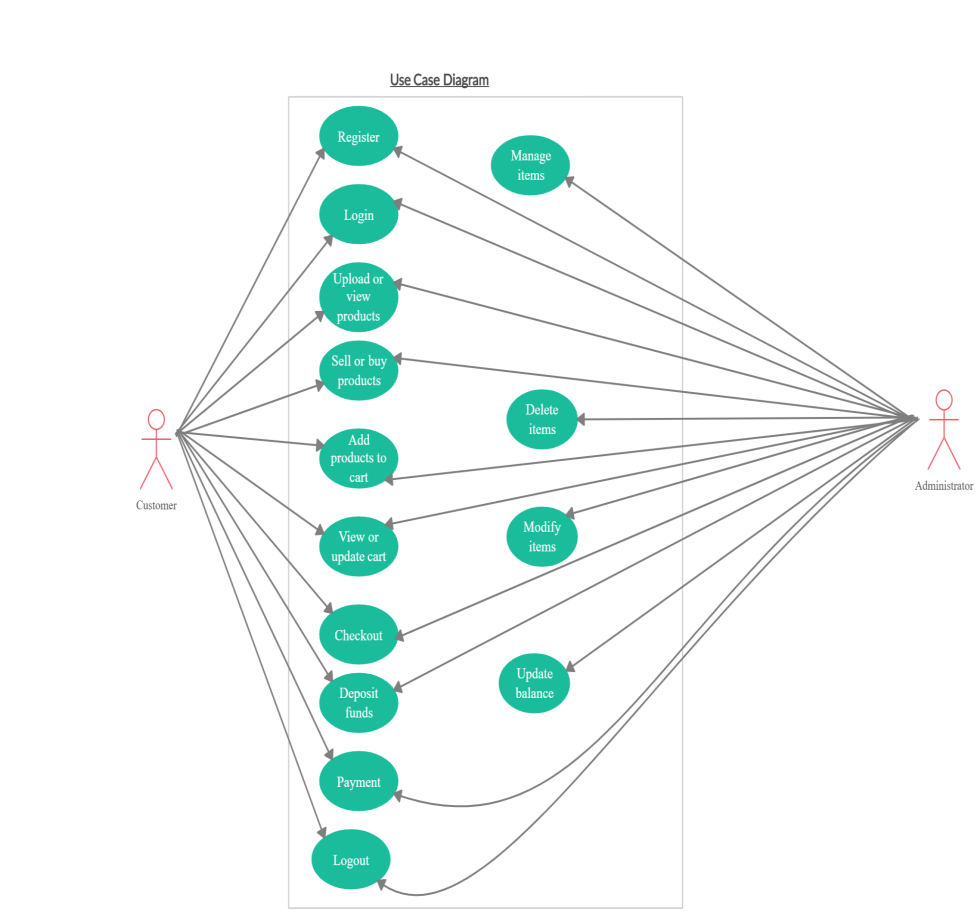 Use Case Diagram
Register
Manage
items
Login
Upload or
view
products
Sell or buy
products
Delete
items
Add
products to
cart
Customer
Administrator
View or
update cart
Modify
items
Checkout
Deposit
funds
Update
balance
Payment
Logout